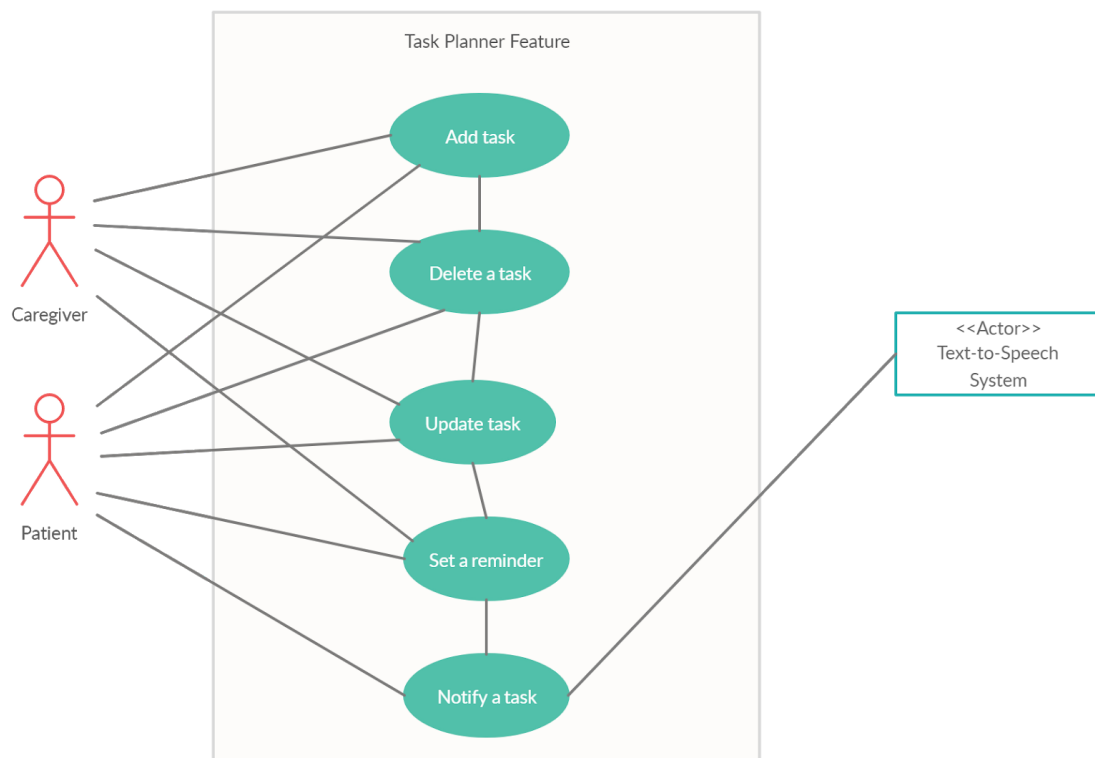 Task Planner Feature
Add task
Delete a task
Caregiver
<<Actor>>
Text-to-Speech
System
Update task
Patient
Set a reminder
Notify a task